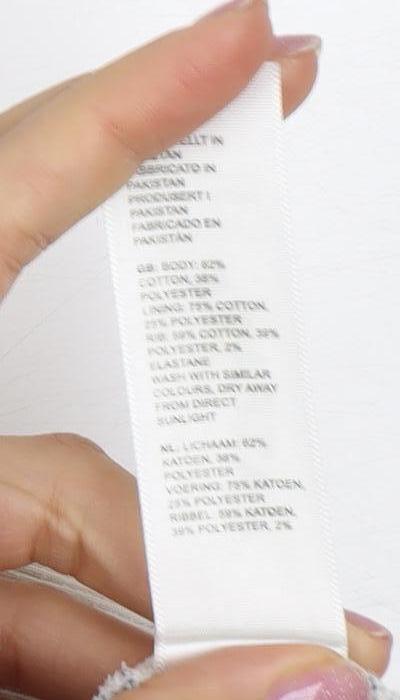 ELLT IN
FABBRICATO IN
PAKISTAN
PRODUSERT I
PAKISTAN
FABRICADO EN
PAKISTÁN
GB: BODY: 62%
COTTON, 38%
POLYESTER
LINING: 75% COTTON,
25% POLYESTER
RIB: 59% COTTON, 39%
POLYESTER, 2%
ELASTANE
WASH WITH SIMILAR
COLOURS, DRY AWAY
FROM DIRECT
SUNLIGHT
NL: LICHAAM: 62%
KATOEN, 38%
POLYESTER
VOERING: 75% KATOEN,
25% POLYESTER
RIBBEL: 59% KATOEN,
39% POLYESTER, 2%